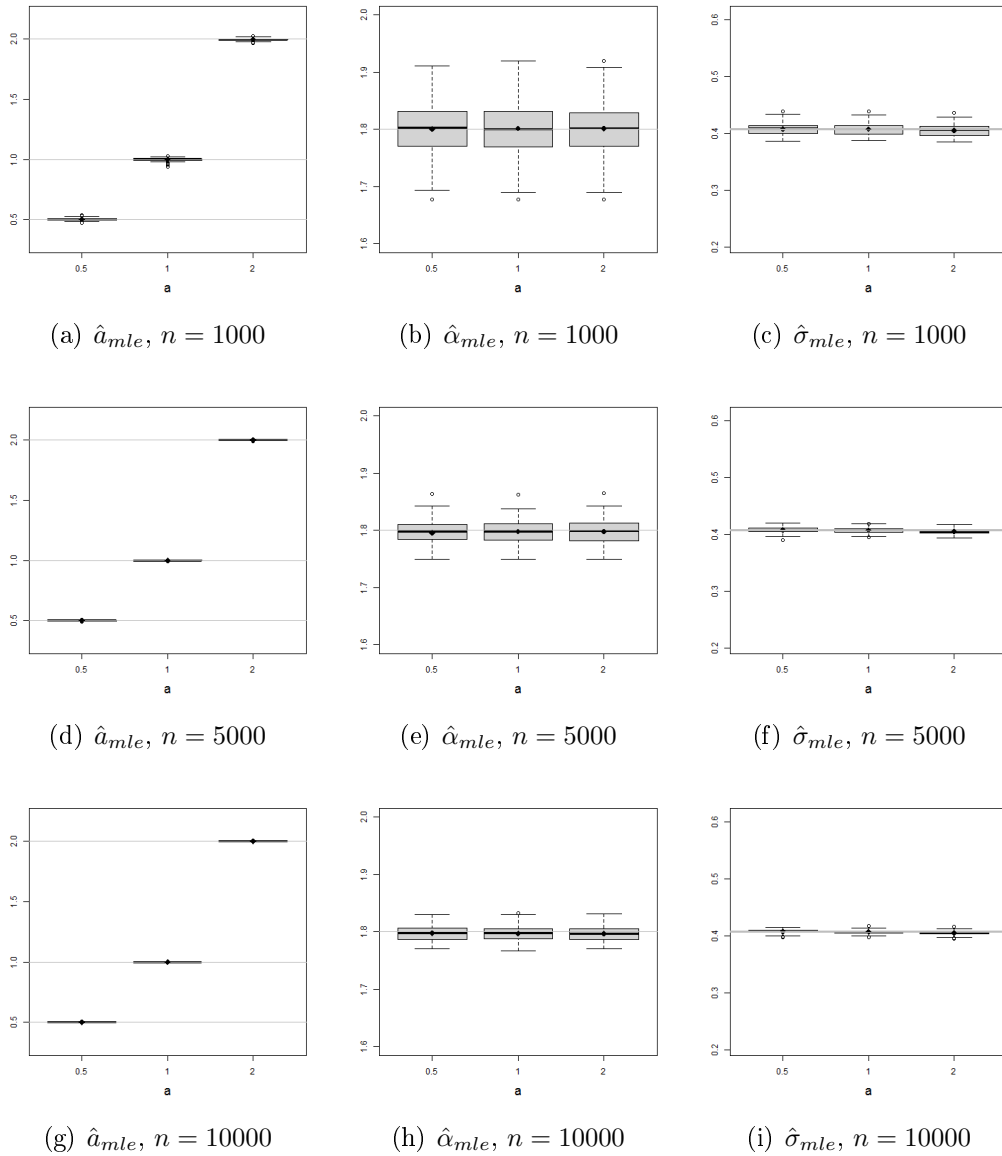 2.0
1.5
1.0
0.5
0.5 1 2
a
2.0
1.9
1.8
1.7
1.6
0.5 1 2
a
0.6
0.5
0.4
0.3
0.2
0.5 1 2
a
(a) â_mle, n = 1000
(b) α̂_mle, n = 1000
(c) σ̂_mle, n = 1000
2.0
1.5
1.0
0.5
0.5 1 2
a
2.0
1.9
1.8
1.7
1.6
0.5 1 2
a
0.6
0.5
0.4
0.3
0.2
0.5 1 2
a
(d) â_mle, n = 5000
(e) α̂_mle, n = 5000
(f) σ̂_mle, n = 5000
2.0
1.5
1.0
0.5
0.5 1 2
a
2.0
1.9
1.8
1.7
1.6
0.5 1 2
a
0.6
0.5
0.4
0.3
0.2
0.5 1 2
a
(g) â_mle, n = 10000
(h) α̂_mle, n = 10000
(i) σ̂_mle, n = 10000